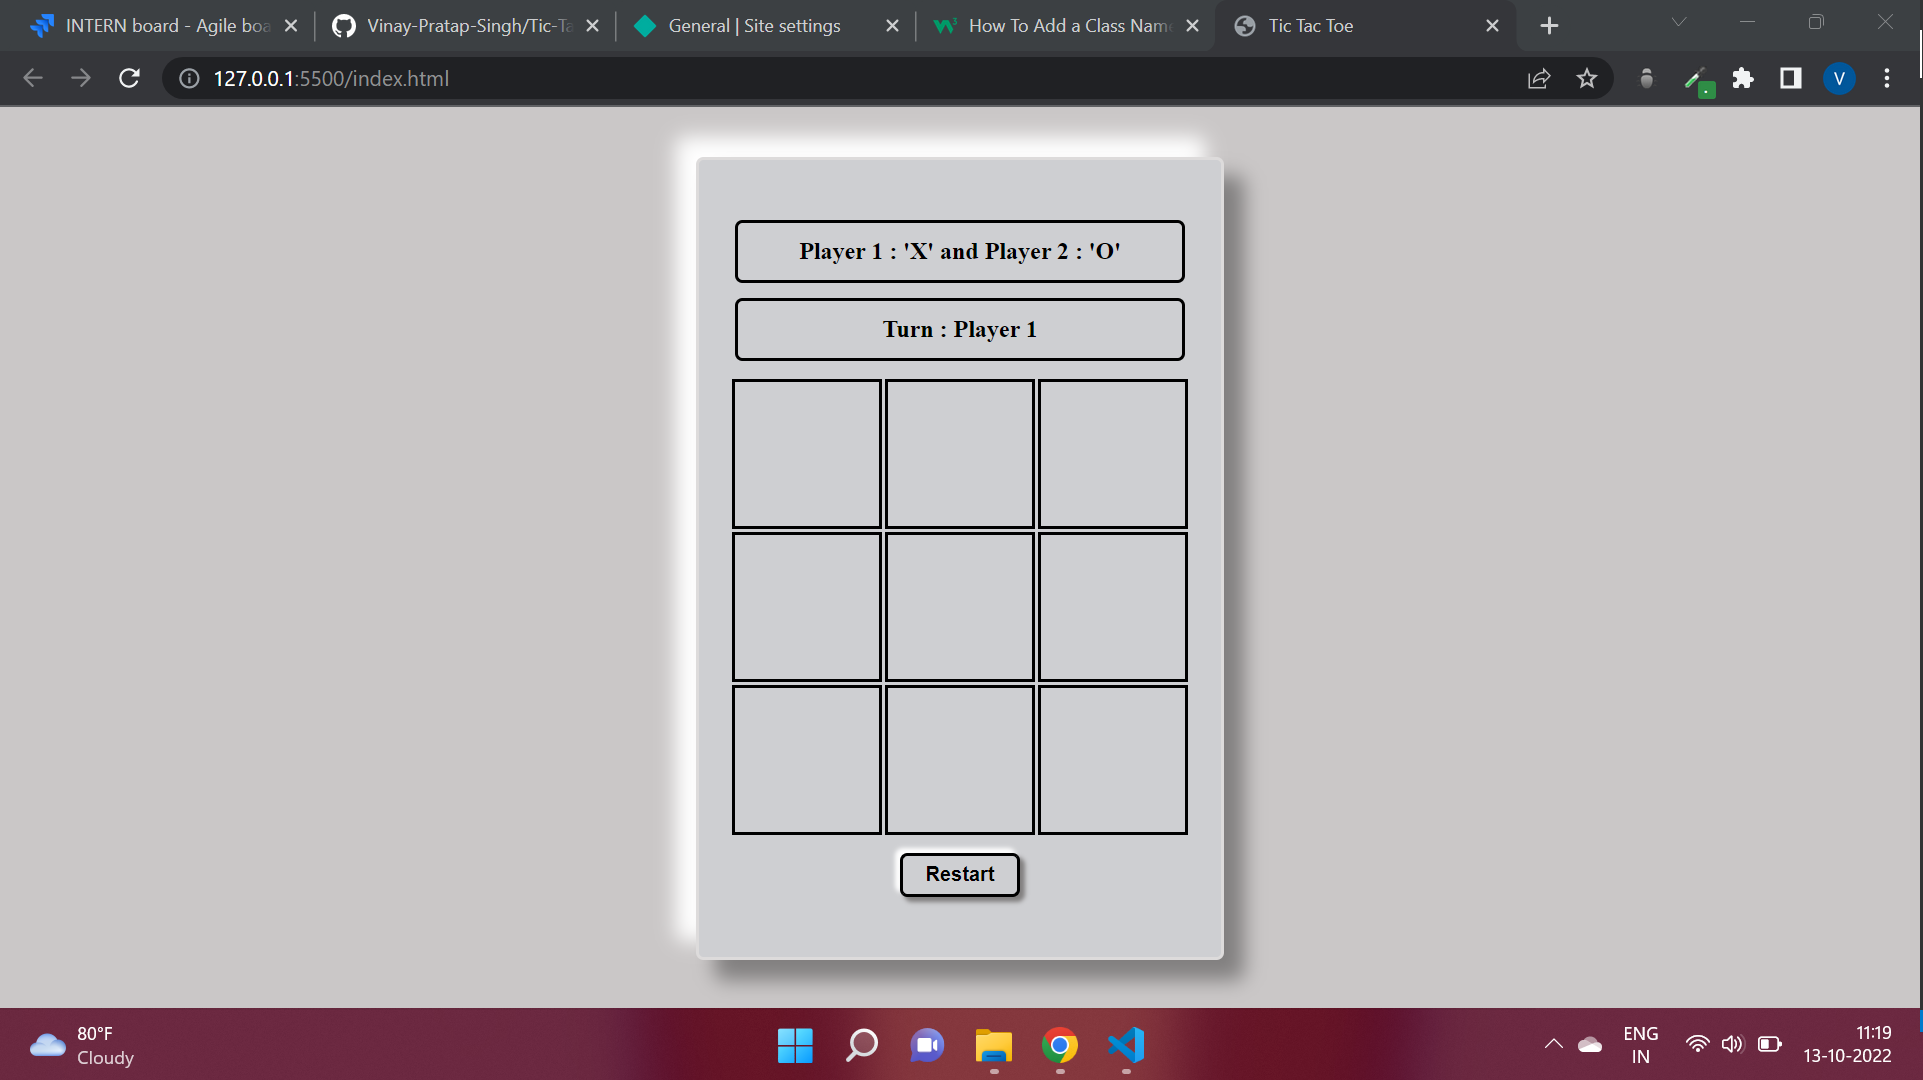 INTERN board - Agile boa
Vinay-Pratap-Singh/Tic-Ta
General | Site settings
How To Add a Class Name
Tic Tac Toe
127.0.0.1:5500/index.html
V
Player 1 : 'X' and Player 2 : 'O'
Turn : Player 1
Restart
80°F
Cloudy
ENG
IN
11:19
13-10-2022